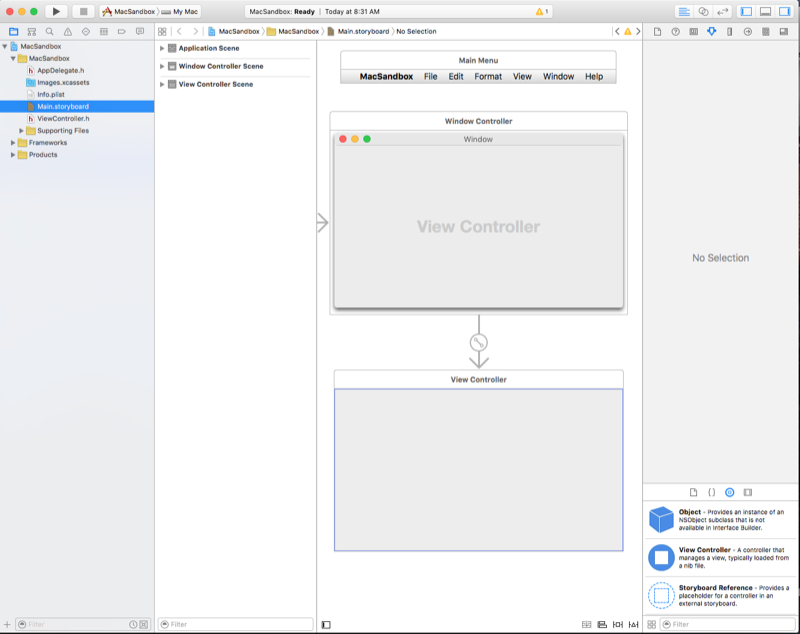 MacSandbox My Mac
MacSandbox: Ready | Today at 8:31 AM
1
MacSandbox
MacSandbox
AppDelegate.h
Images.xcassets
Info.plist
Main.storyboard
ViewController.h
Supporting Files
Frameworks
Products
Filter
MacSandbox MacSandbox Main.storyboard No Selection
Application Scene
Window Controller Scene
View Controller Scene
Filter
Main Menu
MacSandbox File Edit Format View Window Help
Window Controller
Window
View Controller
View Controller
No Selection
Object - Provides an instance of an
NSObject subclass that is not
available in Interface Builder.
View Controller - A controller that
manages a view, typically loaded from
a nib file.
Storyboard Reference - Provides a
placeholder for a controller in an
external storyboard.
Filter